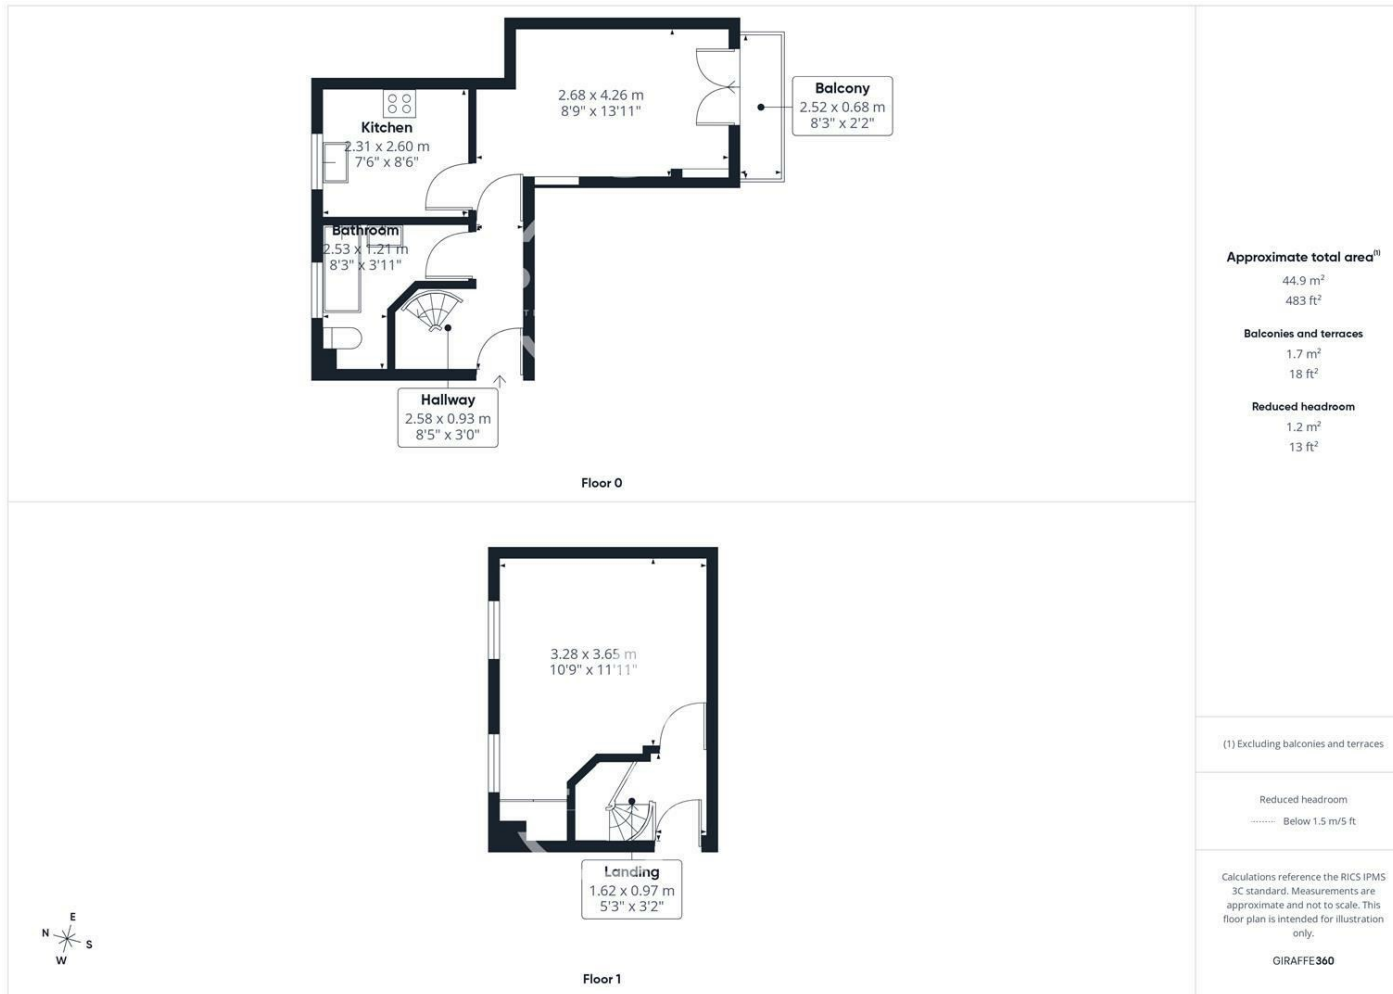 2.68 x 4.26 m
8'9" x 13'11"
Balcony
2.52 x 0.68 m
8'3" x 2'2"
Kitchen
2.31 x 2.60 m
7'6" x 8'6"
Bathroom
2.53 x 1.21 m
8'3" x 3'11"
Hallway
2.58 x 0.93 m
8'5" x 3'0"
Floor 0
3.28 x 3.65 m
10'9" x 11'11"
Landing
1.62 x 0.97 m
5'3" x 3'2"
Floor 1
E
N
S
W
Approximate total area(1)
44.9 m²
483 ft²
Balconies and terraces
1.7 m²
18 ft²
Reduced headroom
1.2 m²
13 ft²
(1) Excluding balconies and terraces
Reduced headroom
Below 1.5 m/5 ft
Calculations reference the RICS IPMS
3C standard. Measurements are
approximate and not to scale. This
floor plan is intended for illustration
only.
GIRAFFE360